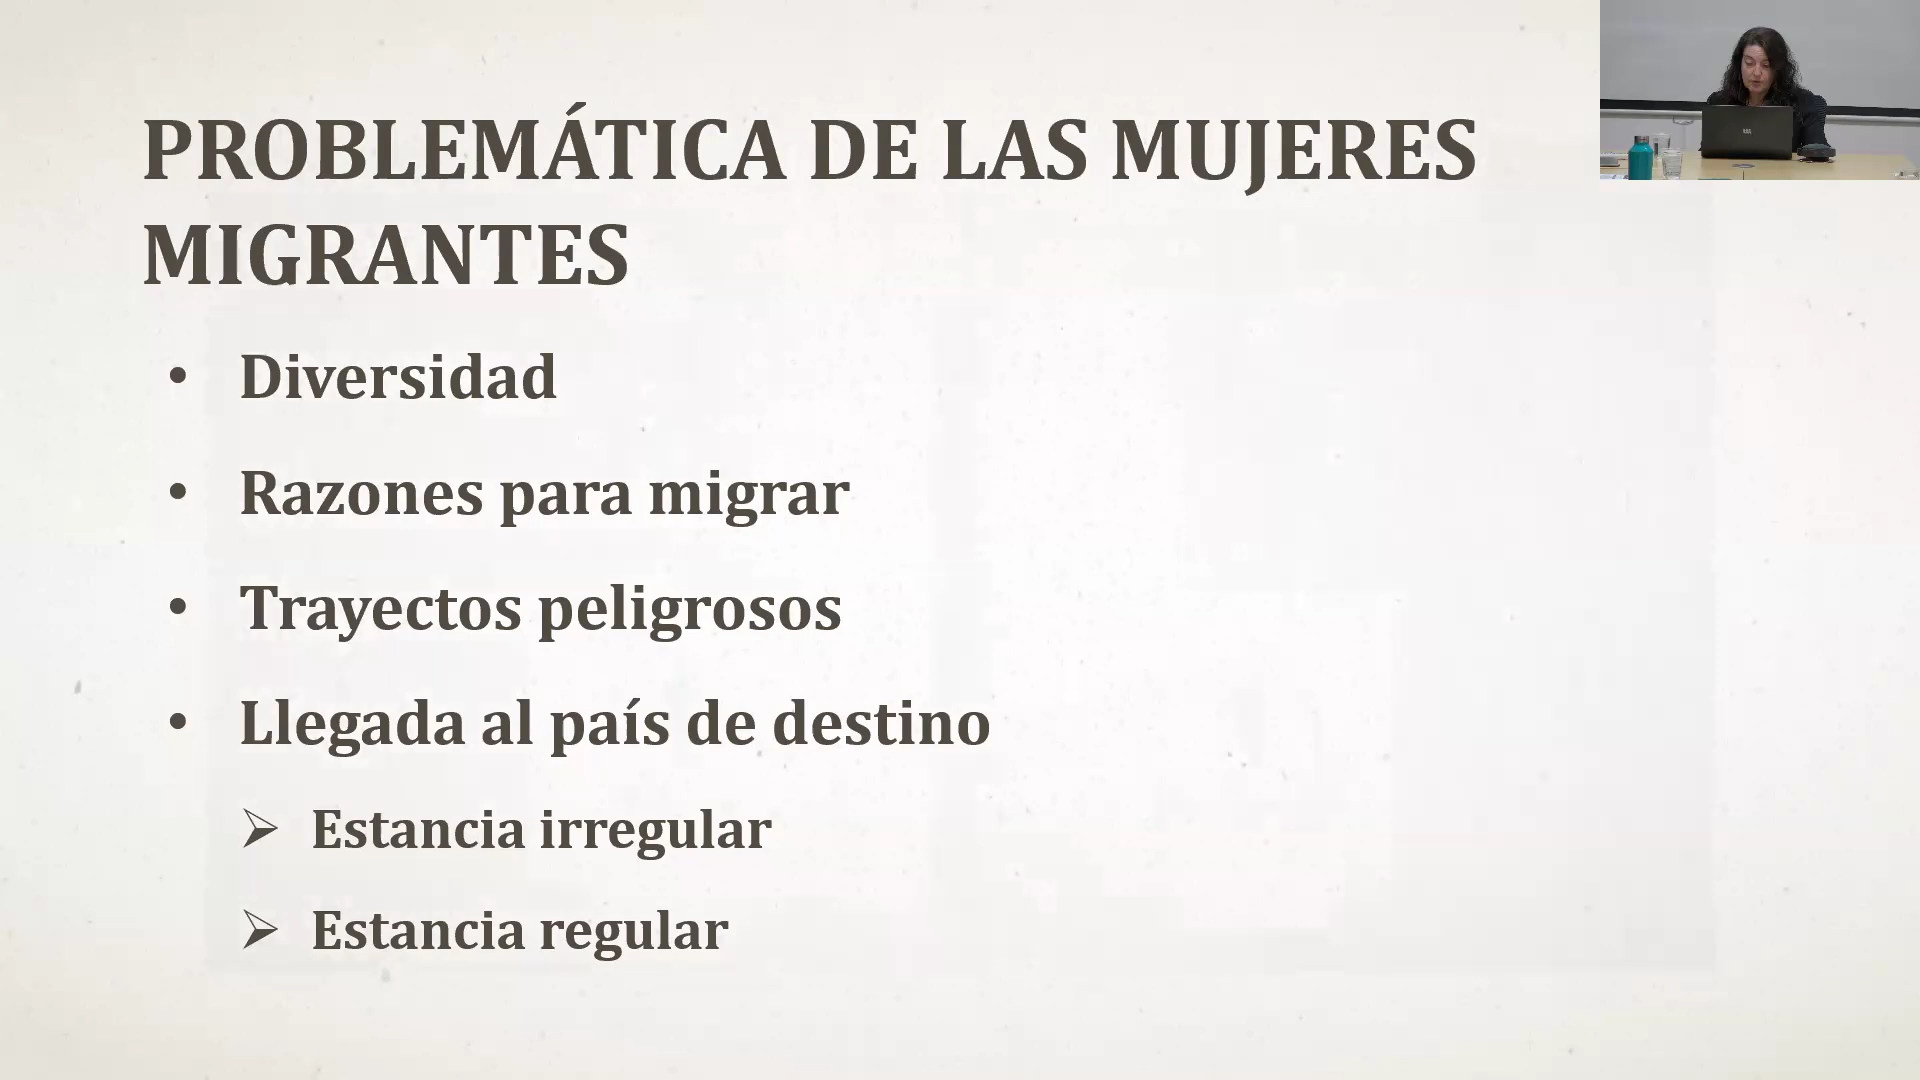 PROBLEMÁTICA DE LAS MUJERES
MIGRANTES
• Diversidad
• Razones para migrar
• Trayectos peligrosos
• Llegada al país de destino
➢ Estancia irregular
➢ Estancia regular